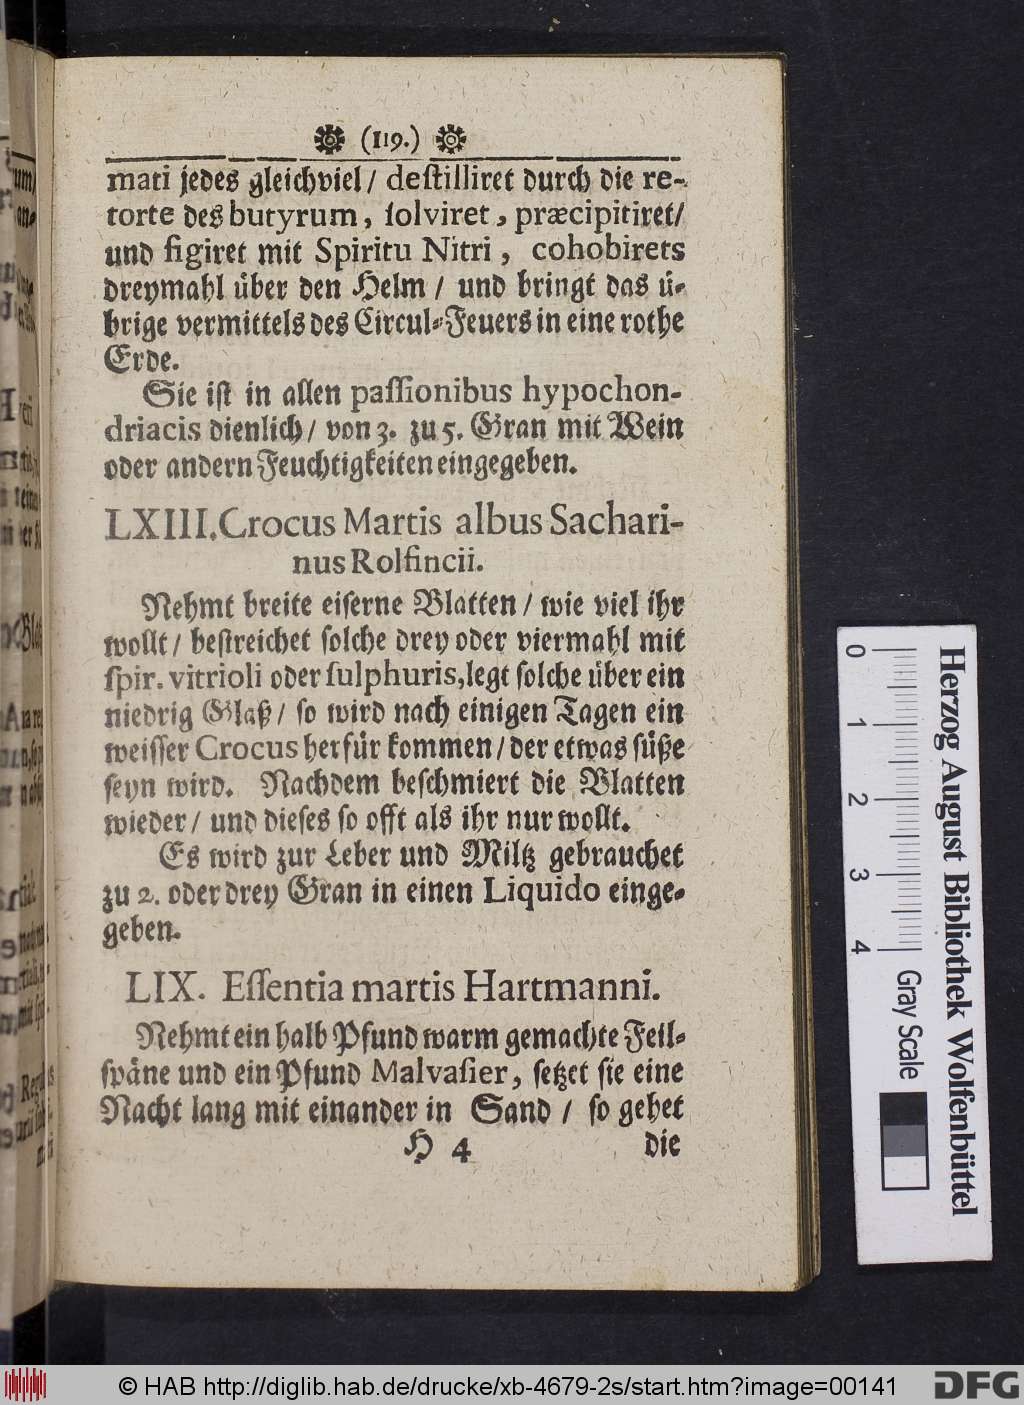 (119.)
mati jedes gleichviel / destilliret durch die re-
torte des butyrum, ſolviret, præcipitiret/
und figiret mit Spiritu Nitri, cohobirets
dreymahl über den Helm / und bringt das ü-
brige vermittels des Circul-Feuers in eine rothe
Erde.
Sie iſt in allen paſſionibus hypochon-
driacis dienlich / von 3. zu 5. Gran mit Wein
oder andern Feuchtigkeiten eingegeben.
LXIII. Crocus Martis albus Sachari-
nus Rolfincii.
Nehmt breite eiſerne Blatten / wie viel ihr
wollt / beſtreichet ſolche drey oder viermahl mit
ſpir. vitrioli oder ſulphuris, legt ſolche über ein
niedrig Glaß / ſo wird nach einigen Tagen ein
weiſſer Crocus herfür kommen / der etwas ſüße
ſeyn wird. Nachdem beſchmiert die Blatten
wieder / und dieſes ſo offt als ihr nur wollt.
Es wird zur Leber und Miltz gebrauchet
zu 2. oder drey Gran in einen Liquido einge-
geben.
LIX. Eſſentia martis Hartmanni.
Nehmt ein halb Pfund warm gemachte Feil-
ſpäne und ein Pfund Malvaſier, ſetzet ſie eine
Nacht lang mit einander in Sand / ſo gehet
H 4 die
0 1 2 3 4 Gray Scale
Herzog August Bibliothek Wolfenbüttel
© HAB http://diglib.hab.de/drucke/xb-4679-2s/start.htm?image=00141
DFG